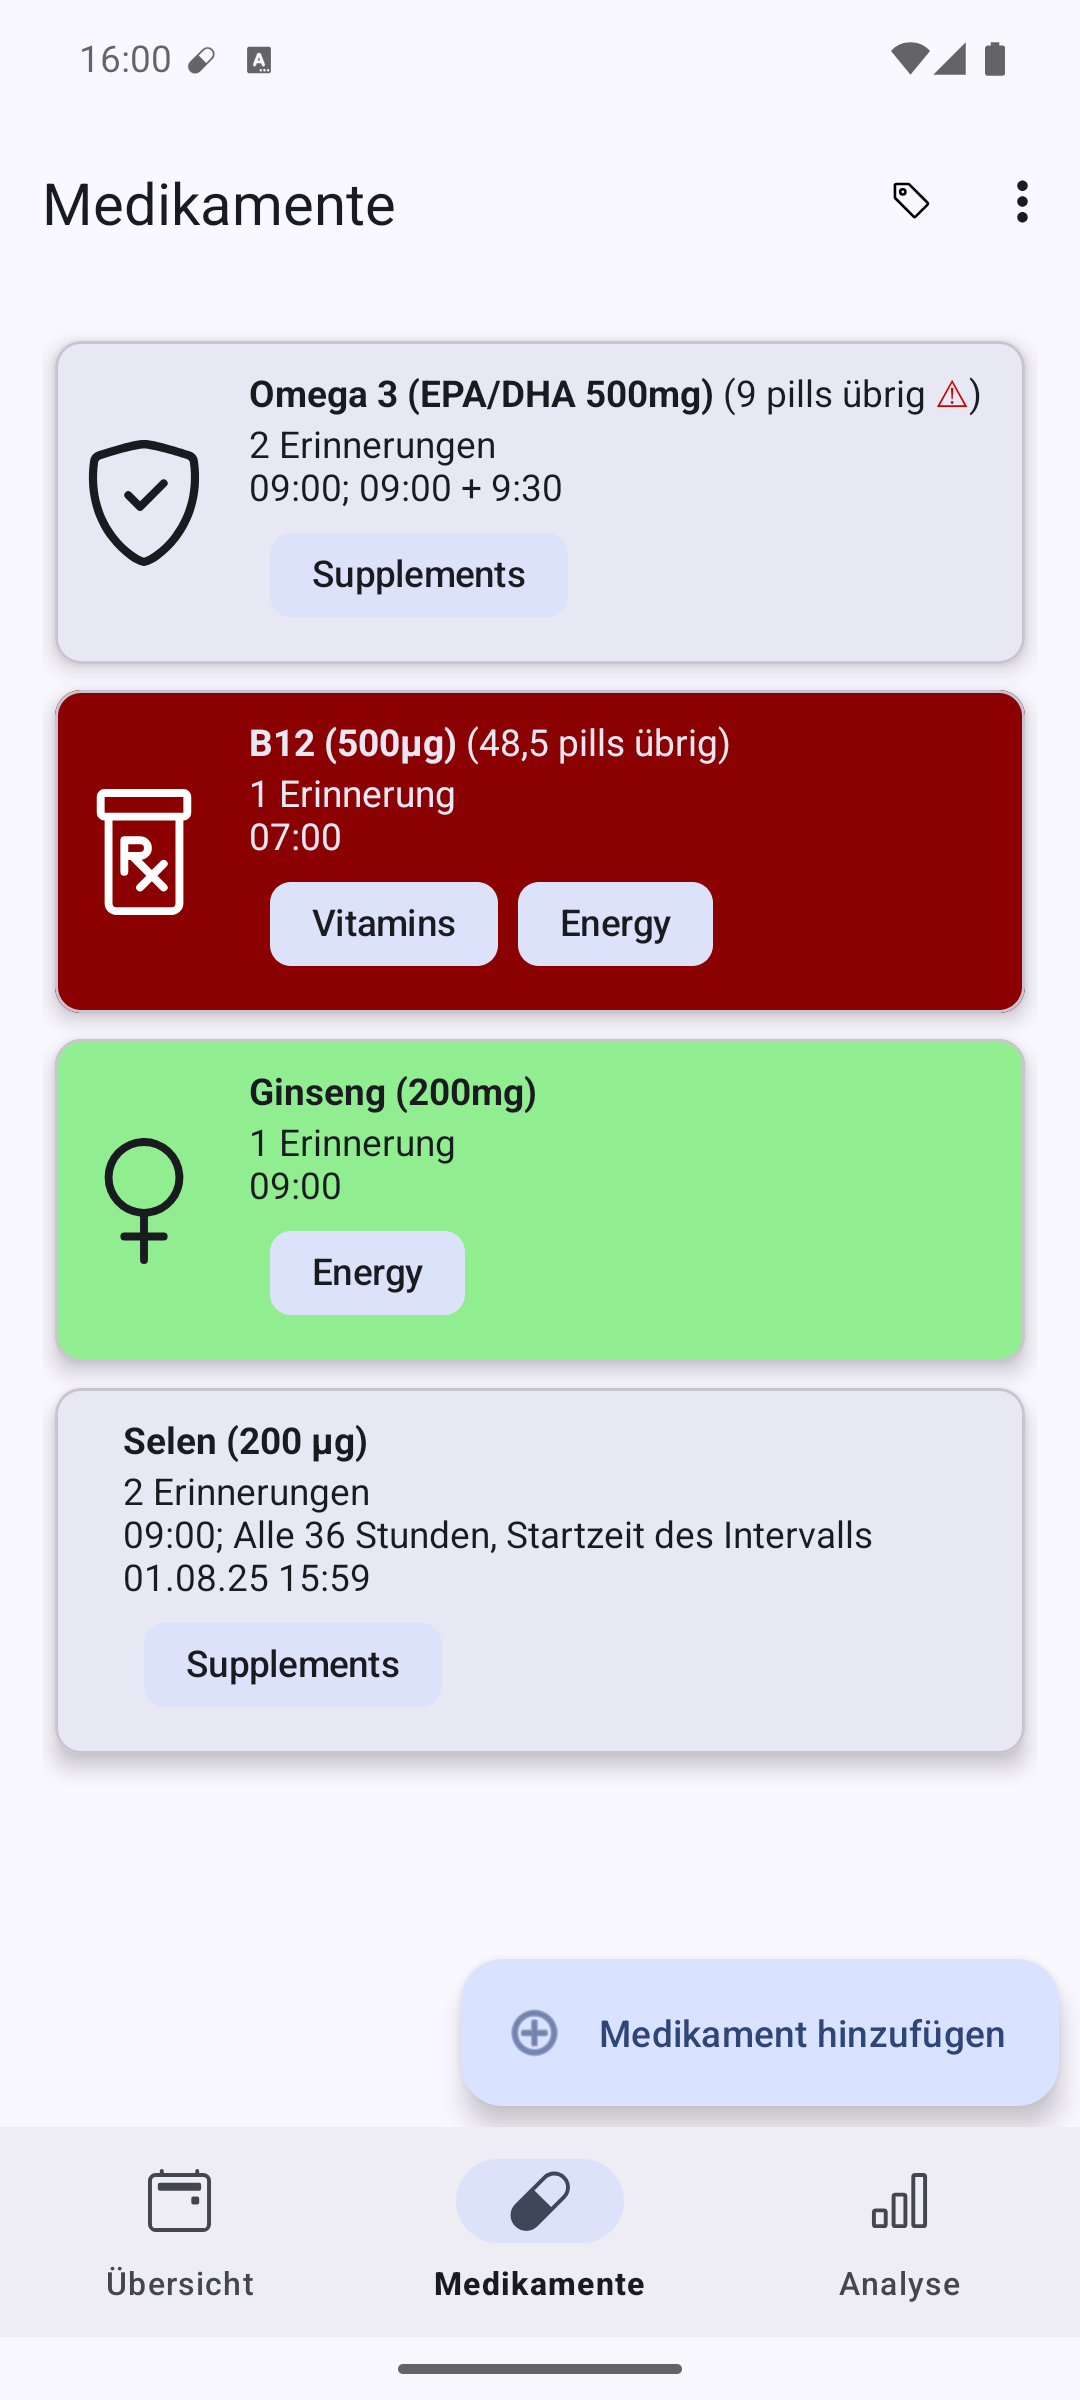 16:00
Medikamente
Omega 3 (EPA/DHA 500mg) (9 pills übrig ⚠)
2 Erinnerungen
09:00; 09:00 + 9:30
Supplements
B12 (500µg) (48,5 pills übrig)
1 Erinnerung
07:00
Vitamins Energy
Ginseng (200mg)
1 Erinnerung
09:00
Energy
Selen (200 µg)
2 Erinnerungen
09:00; Alle 36 Stunden, Startzeit des Intervalls
01.08.25 15:59
Supplements
Medikament hinzufügen
Übersicht Medikamente Analyse